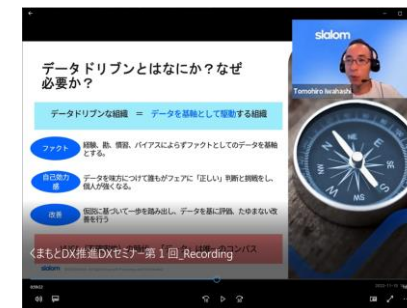 slalom
データドリブンとはなにか？なぜ
必要か？
Tomohiro Iwahashi
データドリブンな組織 ＝ データを基軸として駆動する組織
ファクト
経験、勘、慣習、バイアスによらずファクトとしてのデータを基軸
とする。
自己効力
感
データを味方につけて誰もがフェアに「正しい」判断と挑戦をし、
個人が強くなる。
改善
仮説に基づいて一歩を踏み出し、データを基に評価、たゆまない改
善を行う
くまもとDX推進DXセミナー第１回_Recording
slalom